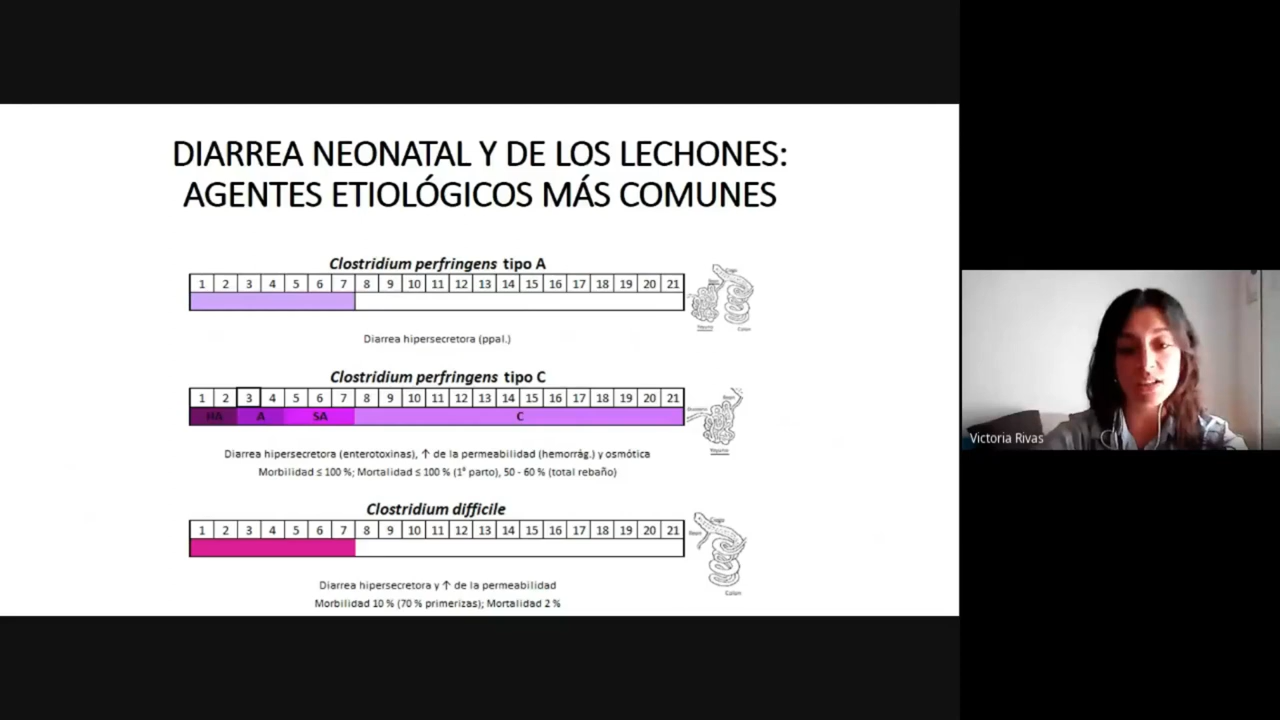 DIARREA NEONATAL Y DE LOS LECHONES:
AGENTES ETIOLÓGICOS MÁS COMUNES
Clostridium perfringens tipo A
1 2 3 4 5 6 7 8 9 10 11 12 13 14 15 16 17 18 19 20 21
Diarrea hipersecretora (ppal.)
Clostridium perfringens tipo C
1 2 3 4 5 6 7 8 9 10 11 12 13 14 15 16 17 18 19 20 21
HA A SA C
Diarrea hipersecretora (enterotoxinas), ↑ de la permeabilidad (hemorrág.) y osmótica
Morbilidad ≤ 100 %; Mortalidad ≤ 100 % (1° parto), 50 - 60 % (total rebaño)
Clostridium difficile
1 2 3 4 5 6 7 8 9 10 11 12 13 14 15 16 17 18 19 20 21
Colon
Diarrea hipersecretora y ↑ de la permeabilidad
Morbilidad 10 % (70 % primerizas); Mortalidad 2 %
Victoria Rivas